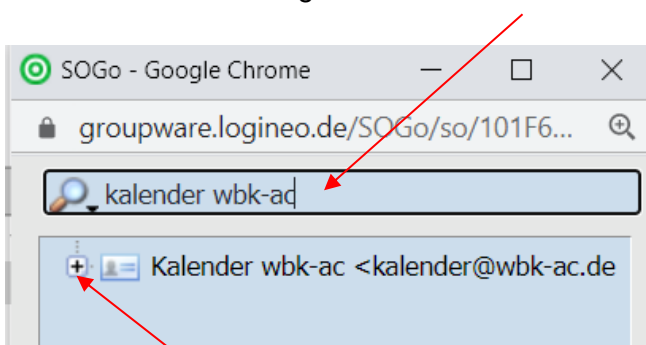 SOGo - Google Chrome
groupware.logineo.de/SOGo/so/101F6...
kalender wbk-ac
Kalender wbk-ac <kalender@wbk-ac.de